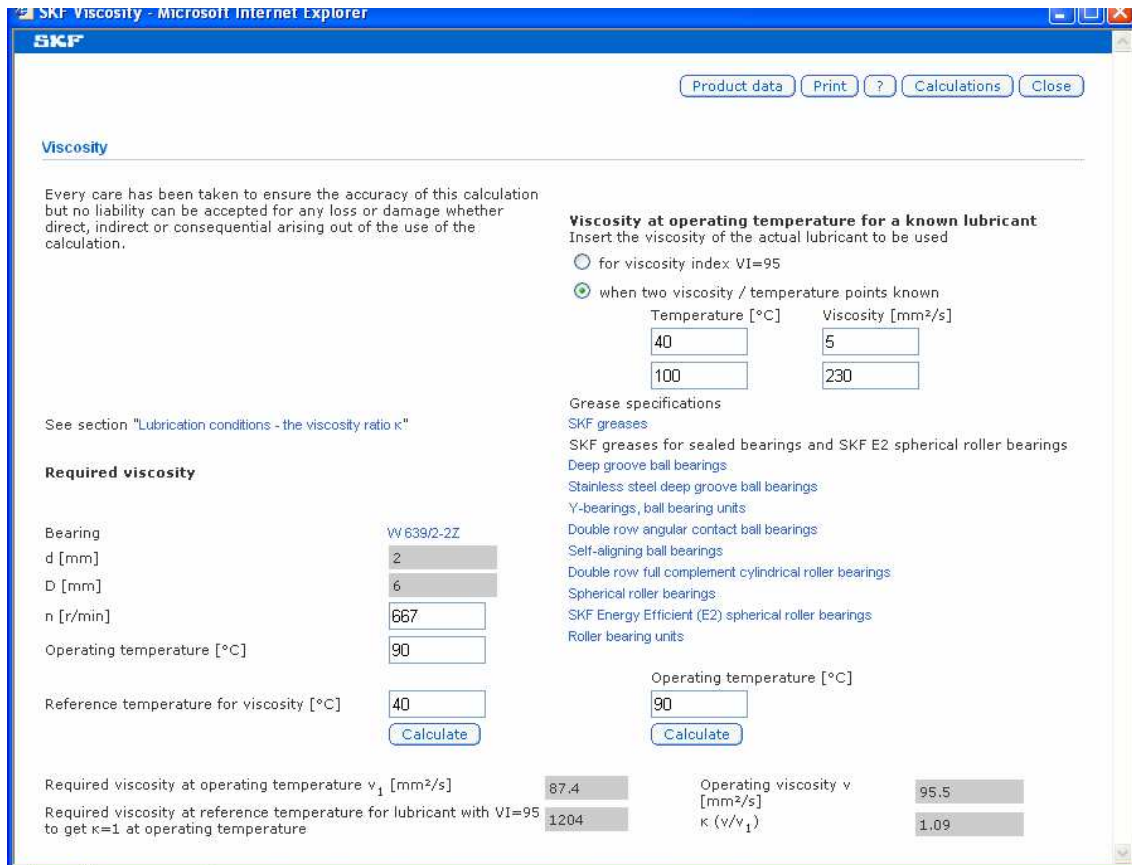 SKF Viscosity - Microsoft Internet Explorer
SKF
Product data Print ? Calculations Close
Viscosity
Every care has been taken to ensure the accuracy of this calculation
but no liability can be accepted for any loss or damage whether
direct, indirect or consequential arising out of the use of the
calculation.
Viscosity at operating temperature for a known lubricant
Insert the viscosity of the actual lubricant to be used
for viscosity index VI=95
when two viscosity / temperature points known
Temperature [°C] Viscosity [mm²/s]
40 5
100 230
Grease specifications
SKF greases
SKF greases for sealed bearings and SKF E2 spherical roller bearings
Deep groove ball bearings
Stainless steel deep groove ball bearings
Y-bearings, ball bearing units
Double row angular contact ball bearings
Self-aligning ball bearings
Double row full complement cylindrical roller bearings
Spherical roller bearings
SKF Energy Efficient (E2) spherical roller bearings
Roller bearing units
Operating temperature [°C]
90
Calculate
See section "Lubrication conditions - the viscosity ratio κ"
Required viscosity
Bearing W 639/2-2Z
d [mm] 2
D [mm] 6
n [r/min] 667
Operating temperature [°C] 90
Reference temperature for viscosity [°C] 40
Calculate
Required viscosity at operating temperature ν₁ [mm²/s] 87.4
Required viscosity at reference temperature for lubricant with VI=95
to get κ=1 at operating temperature 1204
Operating viscosity ν
[mm²/s] 95.5
κ (ν/ν₁) 1.09